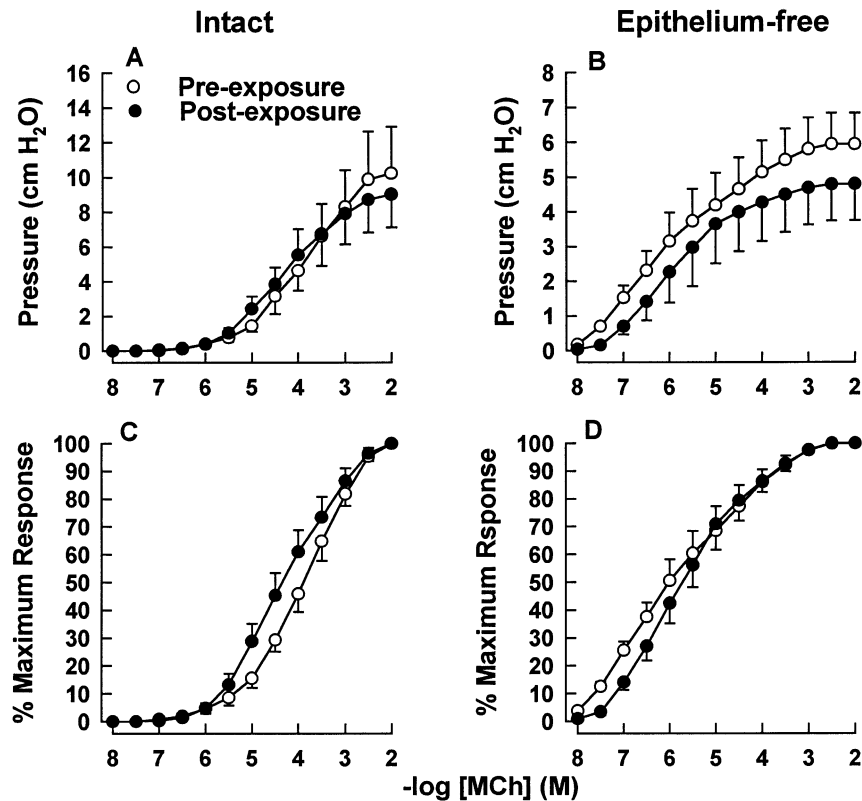 Intact
Epithelium-free
A
Pre-exposure
Post-exposure
Pressure (cm H2O)
16
14
12
10
8
6
4
2
0
8 7 6 5 4 3 2
B
Pressure (cm H2O)
8
7
6
5
4
3
2
1
0
8 7 6 5 4 3 2
C
% Maximum Response
100
90
80
70
60
50
40
30
20
10
0
8 7 6 5 4 3 2
D
% Maximum Rsponse
100
90
80
70
60
50
40
30
20
10
0
8 7 6 5 4 3 2
-log [MCh] (M)